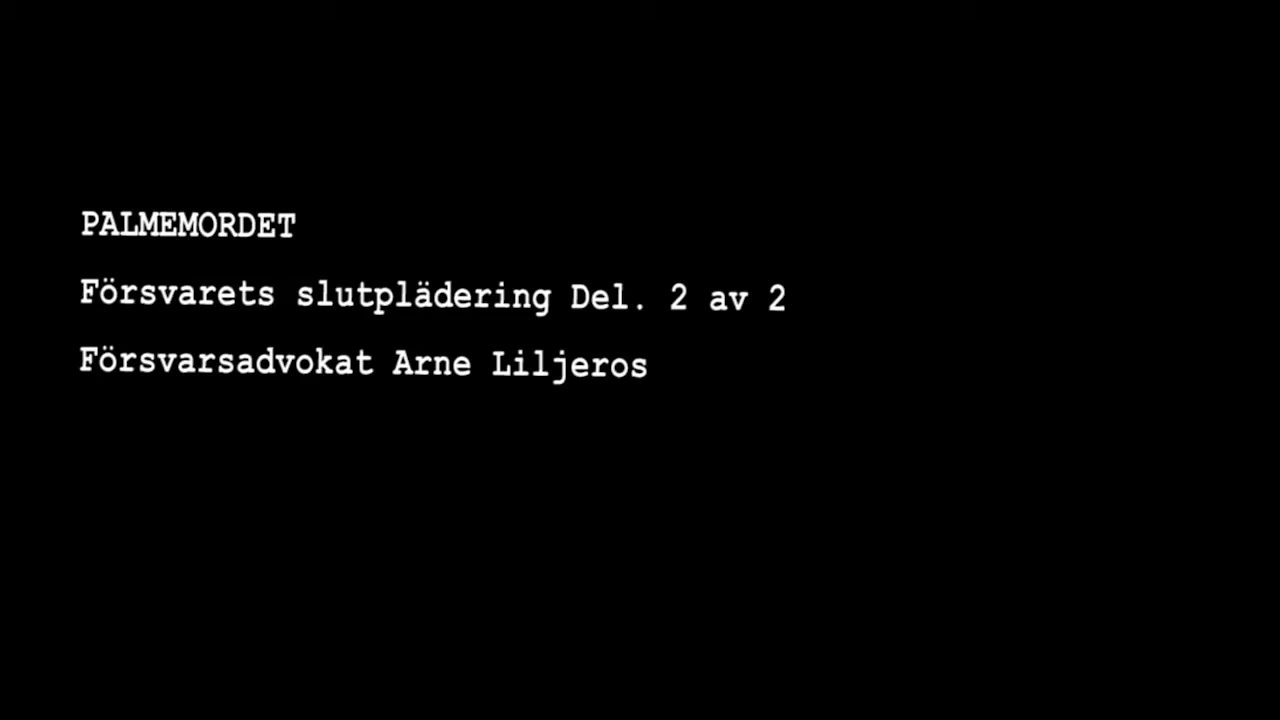 PALMEMORDET
Försvarets slutplädering Del. 2 av 2
Försvarsadvokat Arne Liljeros